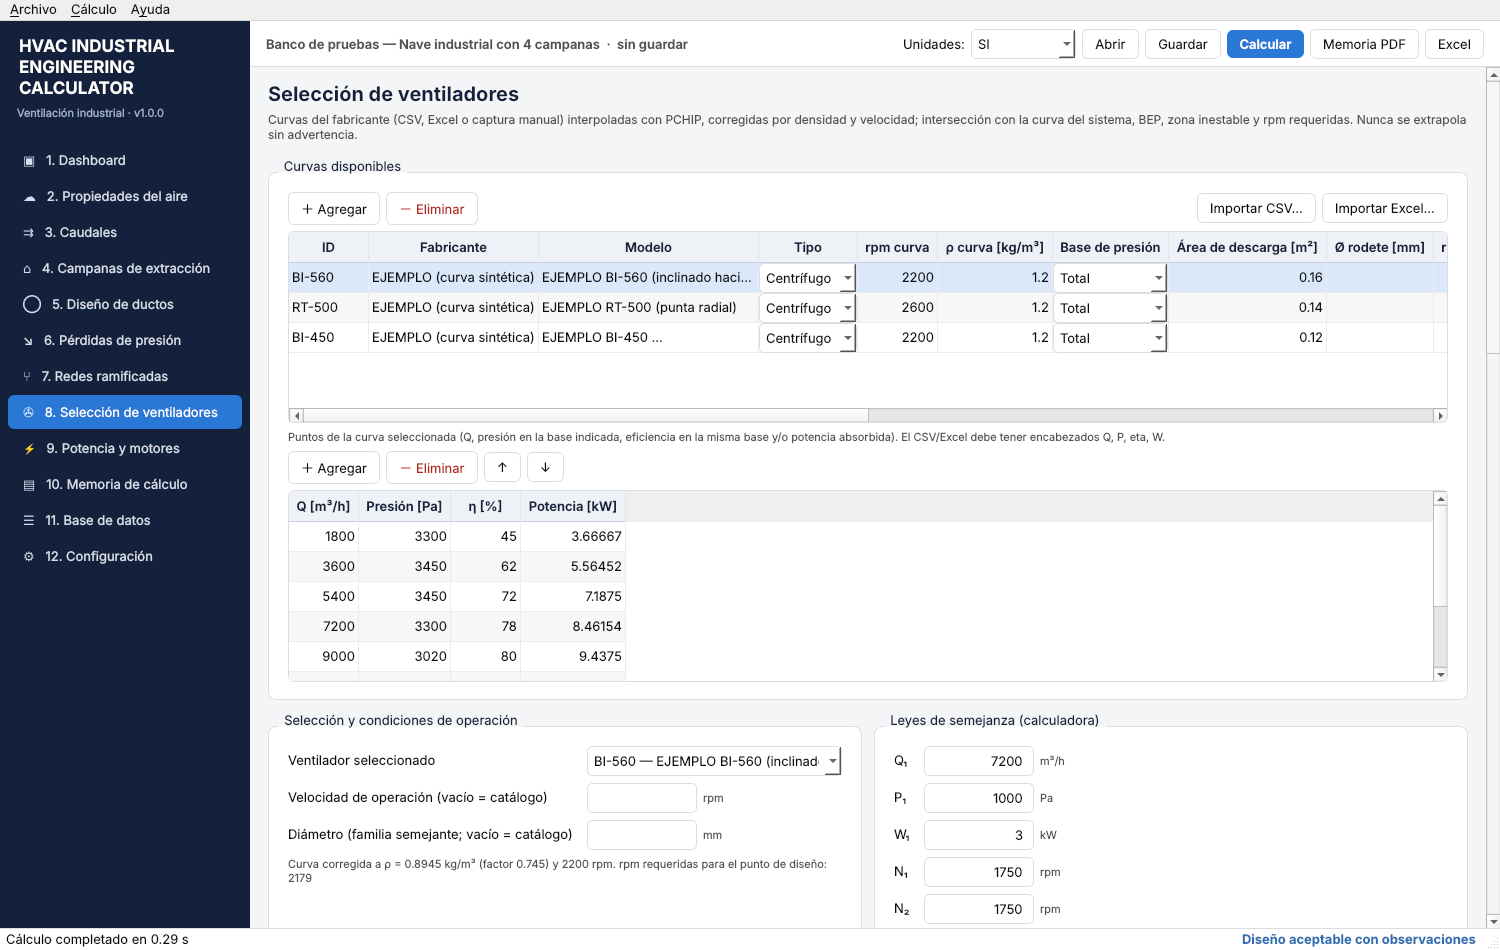 Archivo Cálculo Ayuda
HVAC INDUSTRIAL
ENGINEERING
CALCULATOR
Ventilación industrial · v1.0.0
1. Dashboard
2. Propiedades del aire
3. Caudales
4. Campanas de extracción
5. Diseño de ductos
6. Pérdidas de presión
7. Redes ramificadas
8. Selección de ventiladores
9. Potencia y motores
10. Memoria de cálculo
11. Base de datos
12. Configuración
Banco de pruebas — Nave industrial con 4 campanas · sin guardar
Unidades: SI Abrir Guardar Calcular Memoria PDF Excel
Selección de ventiladores
Curvas del fabricante (CSV, Excel o captura manual) interpoladas con PCHIP, corregidas por densidad y velocidad; intersección con la curva del sistema, BEP, zona inestable y rpm requeridas. Nunca se extrapola
sin advertencia.
Curvas disponibles
+ Agregar — Eliminar Importar CSV... Importar Excel...
ID Fabricante Modelo Tipo rpm curva ρ curva [kg/m³] Base de presión Área de descarga [m²] Ø rodete [mm] r
BI-560 EJEMPLO (curva sintética) EJEMPLO BI-560 (inclinado haci... Centrífugo 2200 1.2 Total 0.16
RT-500 EJEMPLO (curva sintética) EJEMPLO RT-500 (punta radial) Centrífugo 2600 1.2 Total 0.14
BI-450 EJEMPLO (curva sintética) EJEMPLO BI-450 ... Centrífugo 2200 1.2 Total 0.12
Puntos de la curva seleccionada (Q, presión en la base indicada, eficiencia en la misma base y/o potencia absorbida). El CSV/Excel debe tener encabezados Q, P, eta, W.
+ Agregar — Eliminar ↑ ↓
Q [m³/h] Presión [Pa] η [%] Potencia [kW]
1800 3300 45 3.66667
3600 3450 62 5.56452
5400 3450 72 7.1875
7200 3300 78 8.46154
9000 3020 80 9.4375
Selección y condiciones de operación
Ventilador seleccionado BI-560 — EJEMPLO BI-560 (inclinad
Velocidad de operación (vacío = catálogo) rpm
Diámetro (familia semejante; vacío = catálogo) mm
Curva corregida a ρ = 0.8945 kg/m³ (factor 0.745) y 2200 rpm. rpm requeridas para el punto de diseño:
2179
Leyes de semejanza (calculadora)
Q₁ 7200 m³/h
P₁ 1000 Pa
W₁ 3 kW
N₁ 1750 rpm
N₂ 1750 rpm
Cálculo completado en 0.29 s
Diseño aceptable con observaciones